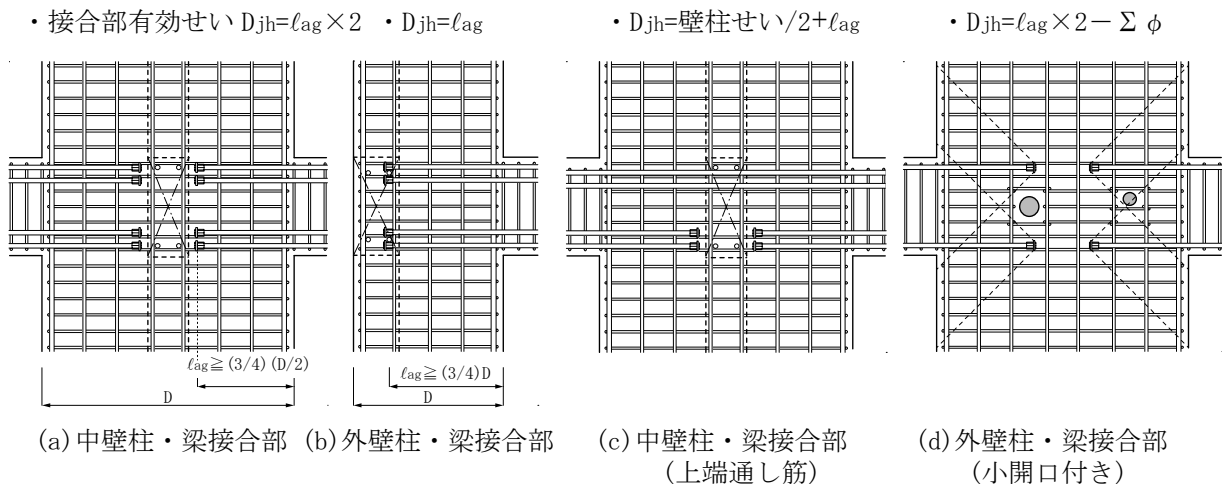 ・接合部有効せい Djh=ℓag×2 ・Djh=ℓag ・Djh=壁柱せい/2+ℓag ・Djh=ℓag×2－Σφ
ℓag≧(3/4)(D/2) ℓag≧(3/4)D
D D
(a)中壁柱・梁接合部 (b)外壁柱・梁接合部 (c)中壁柱・梁接合部 (d)外壁柱・梁接合部
(上端通し筋) (小開口付き)